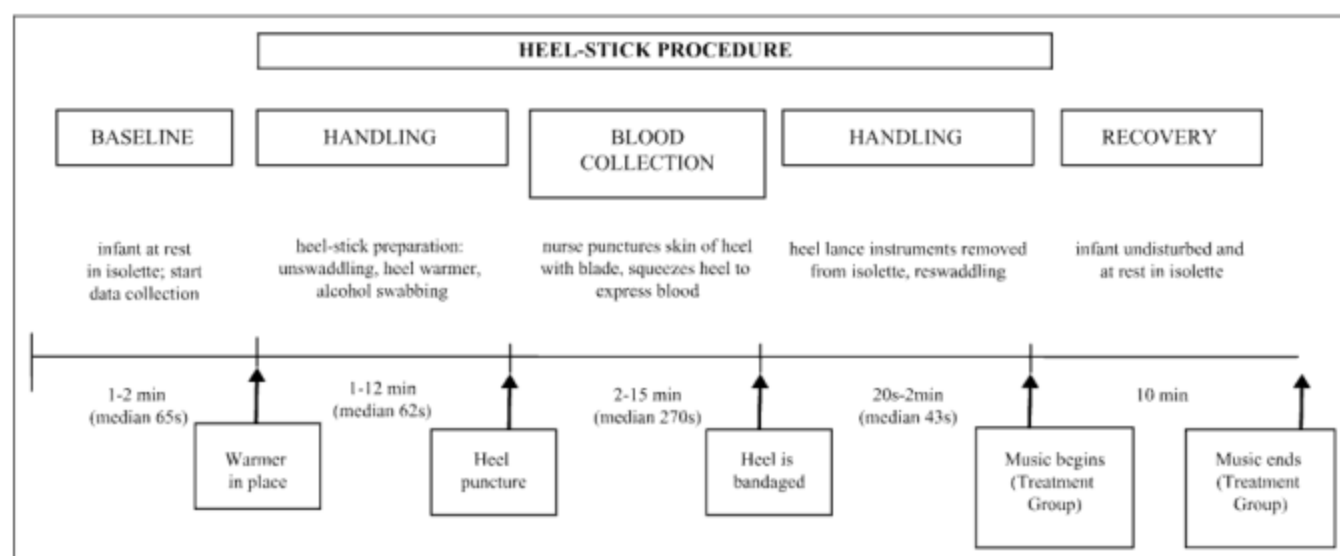 HEEL-STICK PROCEDURE
BASELINE
HANDLING
BLOOD
COLLECTION
HANDLING
RECOVERY
infant at rest
in isolette; start
data collection
heel-stick preparation:
unswaddling, heel warmer,
alcohol swabbing
nurse punctures skin of heel
with blade, squeezes heel to
express blood
heel lance instruments removed
from isolette, reswaddling
infant undisturbed and
at rest in isolette
1-2 min
(median 65s)
1-12 min
(median 62s)
2-15 min
(median 270s)
20s-2min
(median 43s)
10 min
Warmer
in place
Heel
puncture
Heel is
bandaged
Music begins
(Treatment
Group)
Music ends
(Treatment
Group)